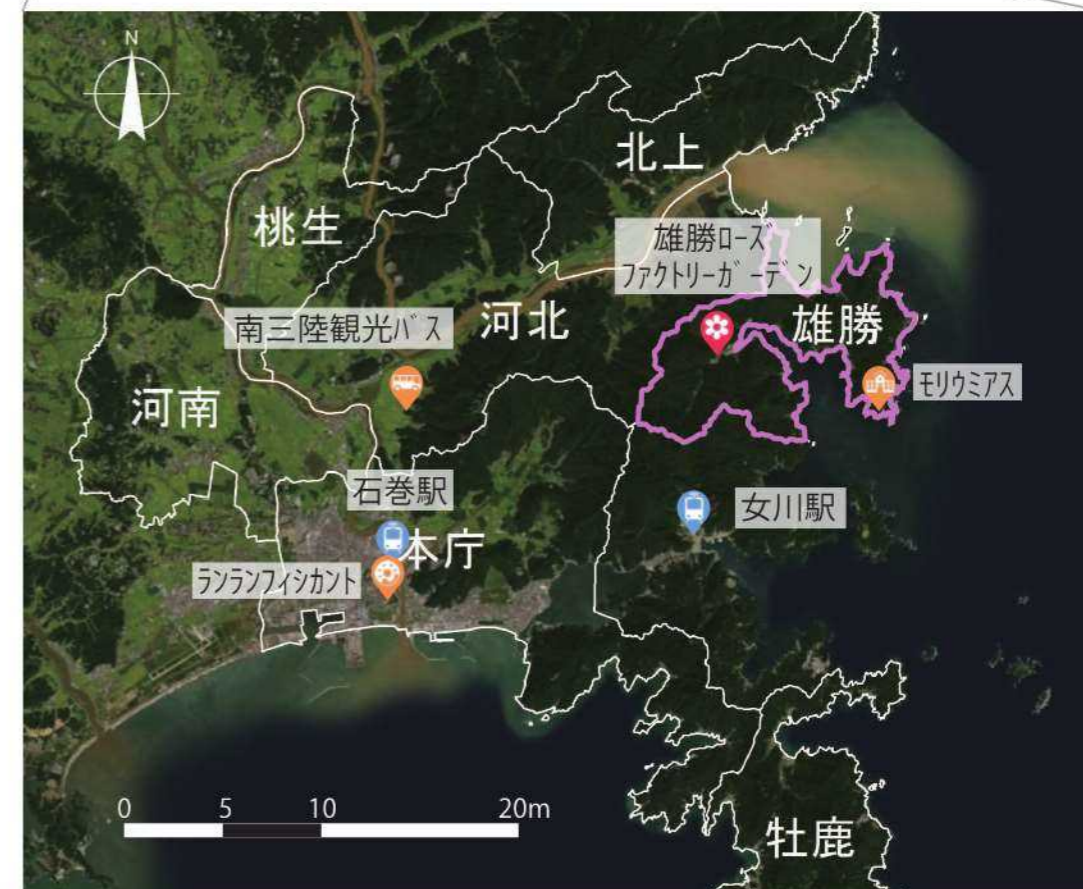 N
北上
桃生
雄勝ローズ
ファクトリーガーデン
南三陸観光バス
河北
雄勝
モリウミアス
河南
石巻駅
女川駅
本庁
ランランフィシカント
0 5 10 20m
牡鹿